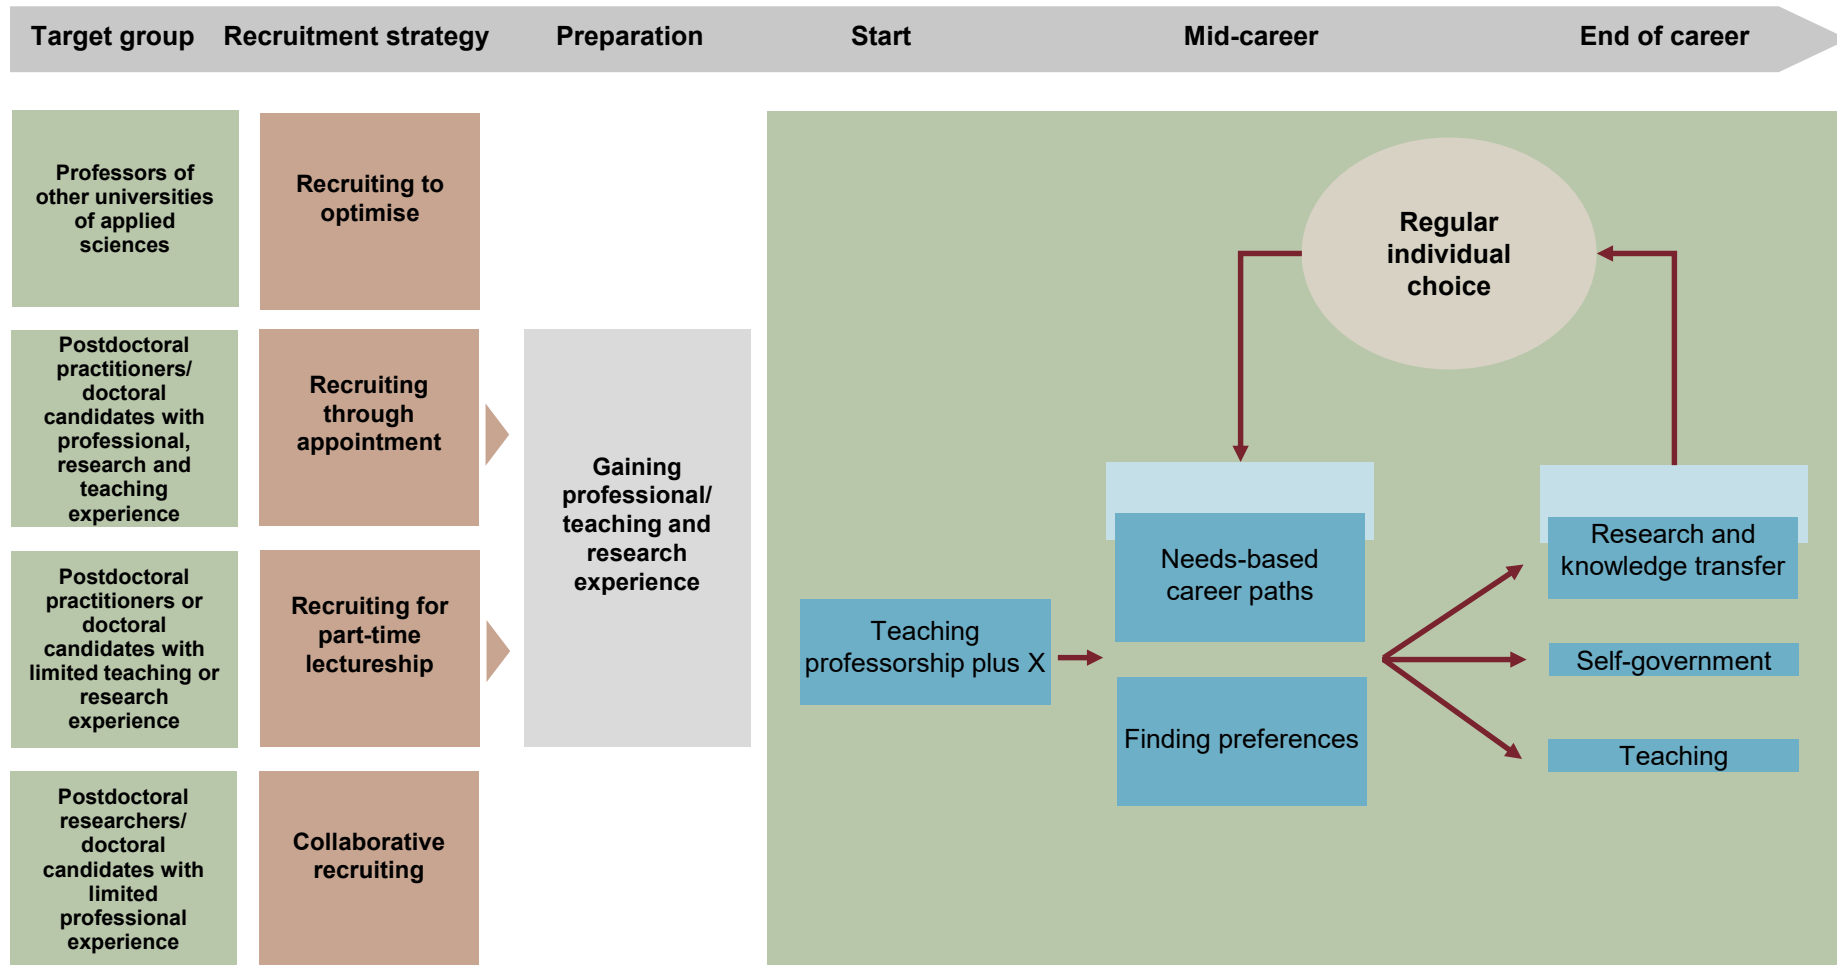 Target group
Recruitment strategy
Preparation
Start
Mid-career
End of career
Professors of
other universities
of applied
sciences
Recruiting to
optimise
Postdoctoral
practitioners/
doctoral
candidates with
professional,
research and
teaching
experience
Recruiting
through
appointment
Postdoctoral
practitioners or
doctoral
candidates with
limited teaching or
research
experience
Recruiting for
part-time
lectureship
Postdoctoral
researchers/
doctoral
candidates with
limited
professional
experience
Collaborative
recruiting
Gaining
professional/
teaching and
research
experience
Teaching
professorship plus X
Regular
individual
choice
Needs-based
career paths
Finding preferences
Research and
knowledge transfer
Self-government
Teaching